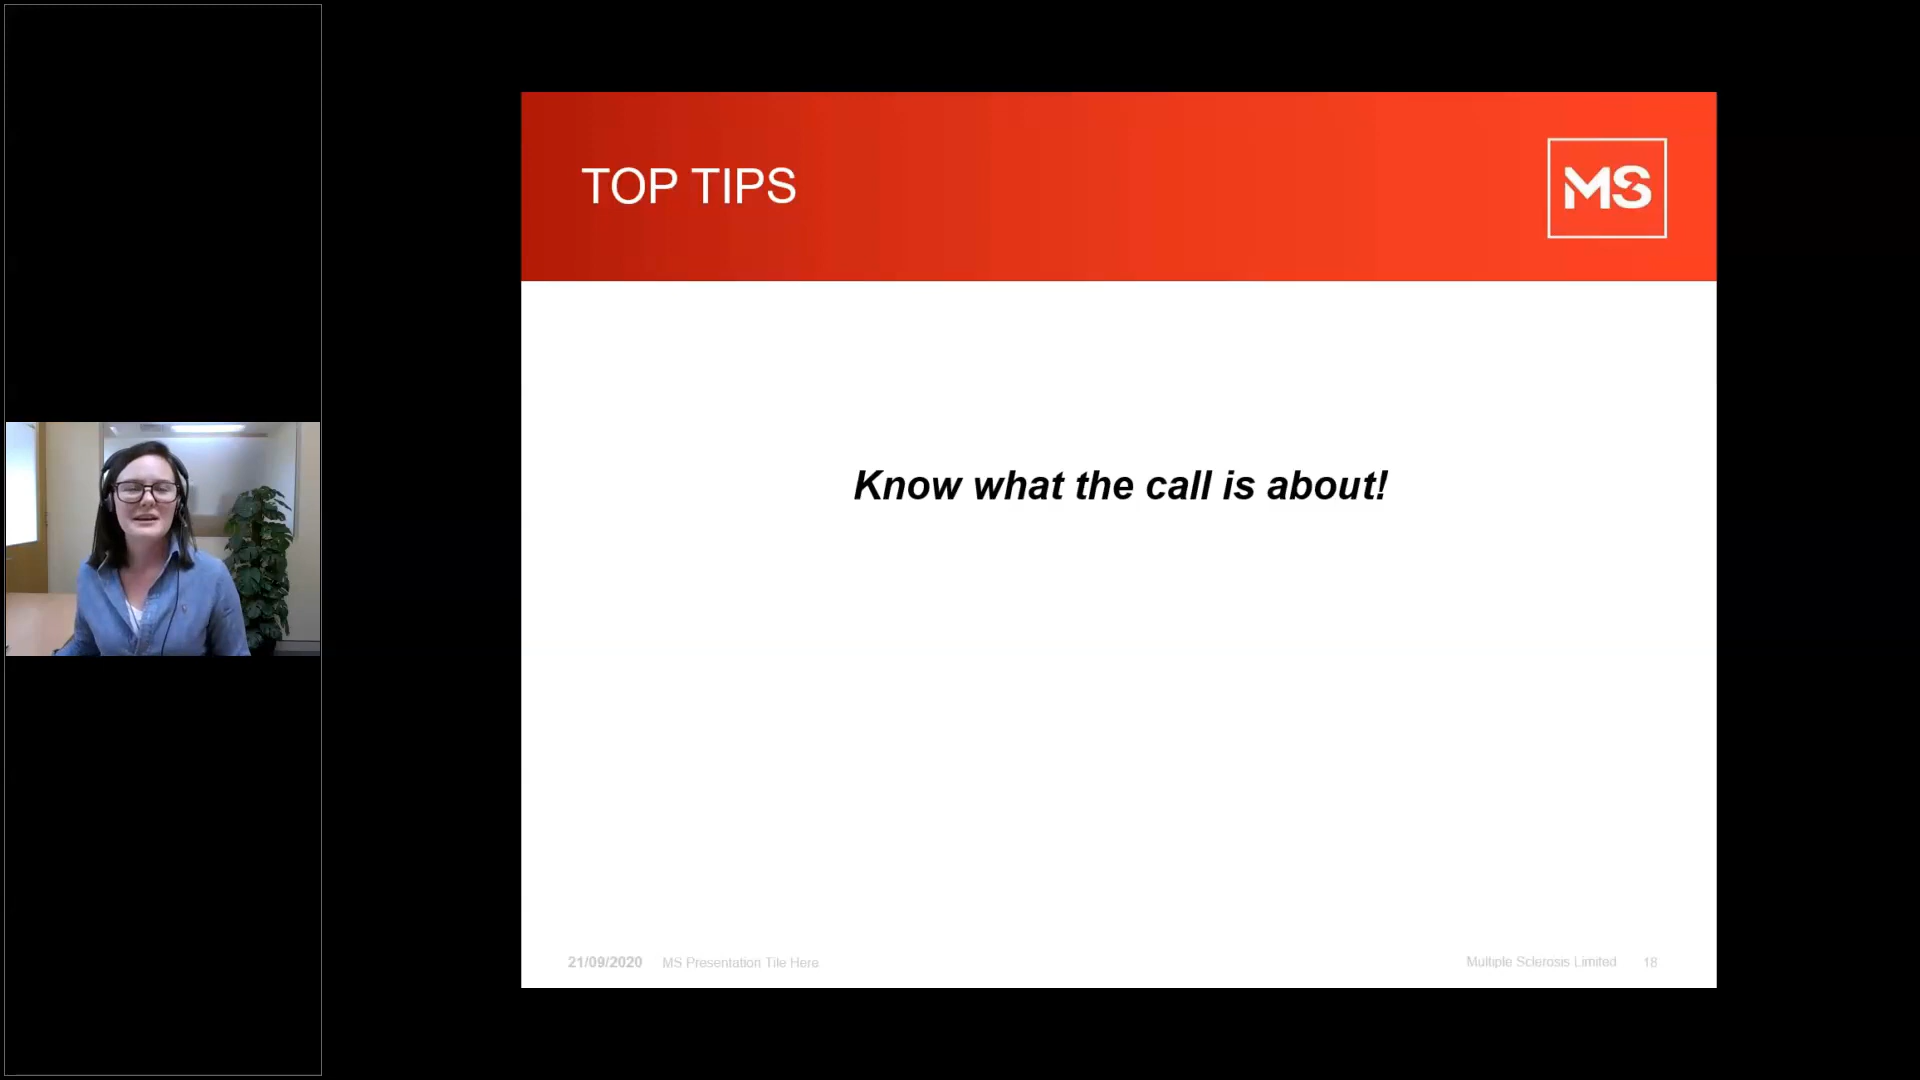 TOP TIPS
MS
Know what the call is about!
21/09/2020 MS Presentation Tile Here
Multiple Sclerosis Limited 18